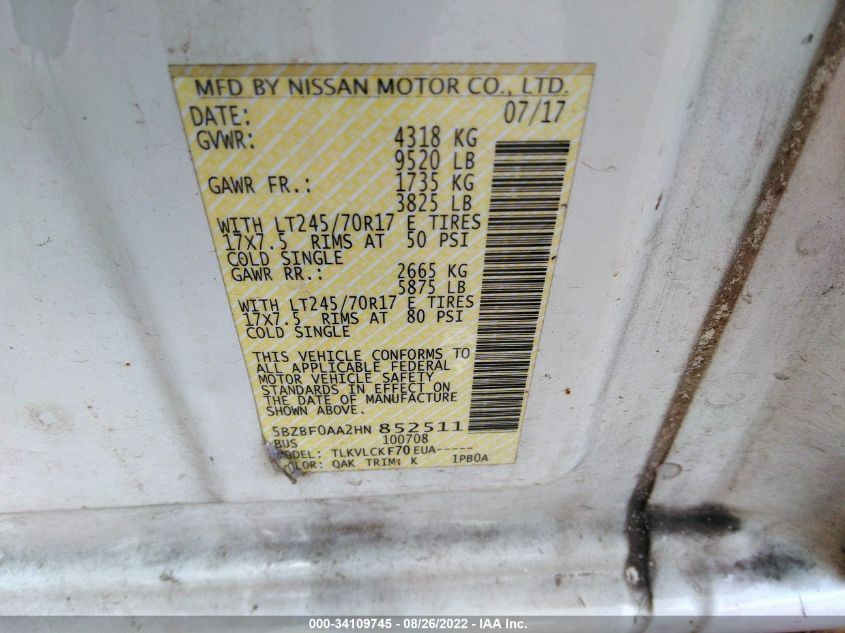 MFD BY NISSAN MOTOR CO., LTD.
DATE: 07/17
GVWR: 4318 KG
9520 LB
GAWR FR.: 1735 KG
3825 LB
WITH LT245/70R17 E TIRES
17X7.5 RIMS AT 50 PSI
COLD SINGLE
GAWR RR.: 2665 KG
5875 LB
WITH LT245/70R17 E TIRES
17X7.5 RIMS AT 80 PSI
COLD SINGLE
THIS VEHICLE CONFORMS TO
ALL APPLICABLE FEDERAL
MOTOR VEHICLE SAFETY
STANDARDS IN EFFECT ON
THE DATE OF MANUFACTURE
SHOWN ABOVE.
5BZBF0AA2HN 852511
BUS 100708
MODEL: TLKVLCKF70EUA-----
COLOR: QAK TRIM: K 1PB0A
000-34109745 - 08/26/2022 - IAA Inc.